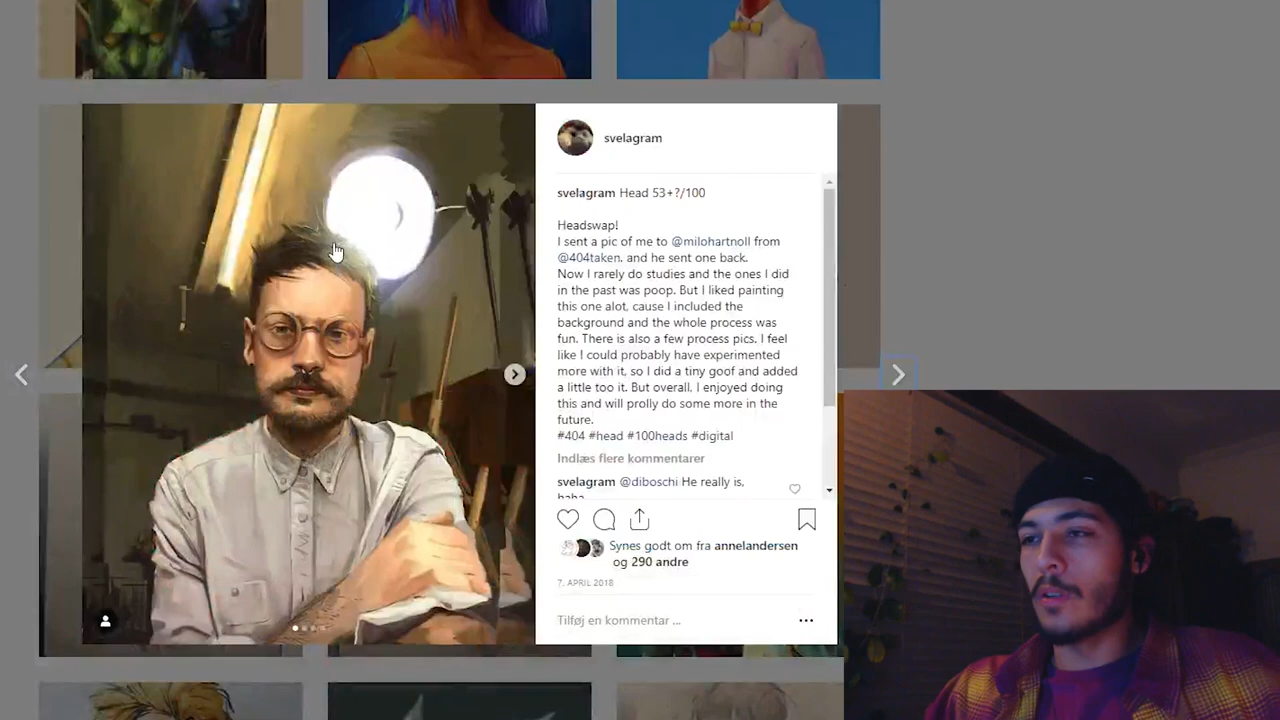 svelagram
svelagram Head 53+?/100
Headswap!
I sent a pic of me to @milohartnoll from
@404taken. and he sent one back.
Now I rarely do studies and the ones I did
in the past was poop. But I liked painting
this one alot, cause I included the
background and the whole process was
fun. There is also a few process pics. I feel
like I could probably have experimented
more with it, so I did a tiny goof and added
a little too it. But overall, I enjoyed doing
this and will prolly do some more in the
future.
#404 #head #100heads #digital
Indlæs flere kommentarer
svelagram @diboschi He really is,
haha
Synes godt om fra annelandersen
og 290 andre
7. APRIL 2018
Tilføj en kommentar ...